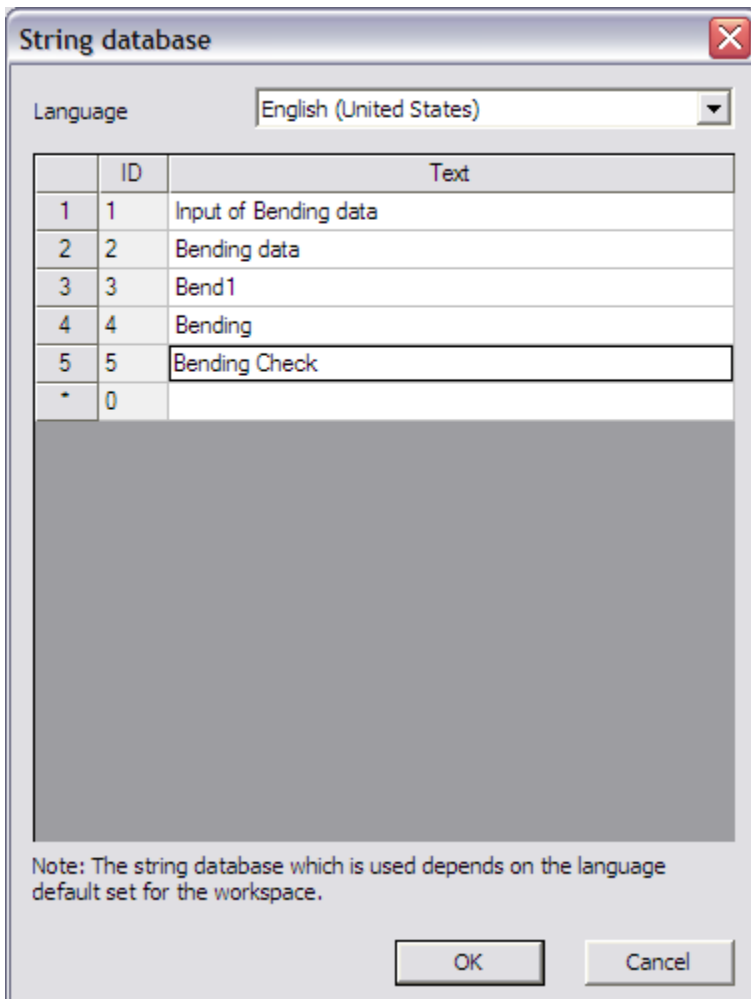 String database
Language English (United States)
ID Text
1 1 Input of Bending data
2 2 Bending data
3 3 Bend1
4 4 Bending
5 5 Bending Check
* 0
Note: The string database which is used depends on the language
default set for the workspace.
OK Cancel